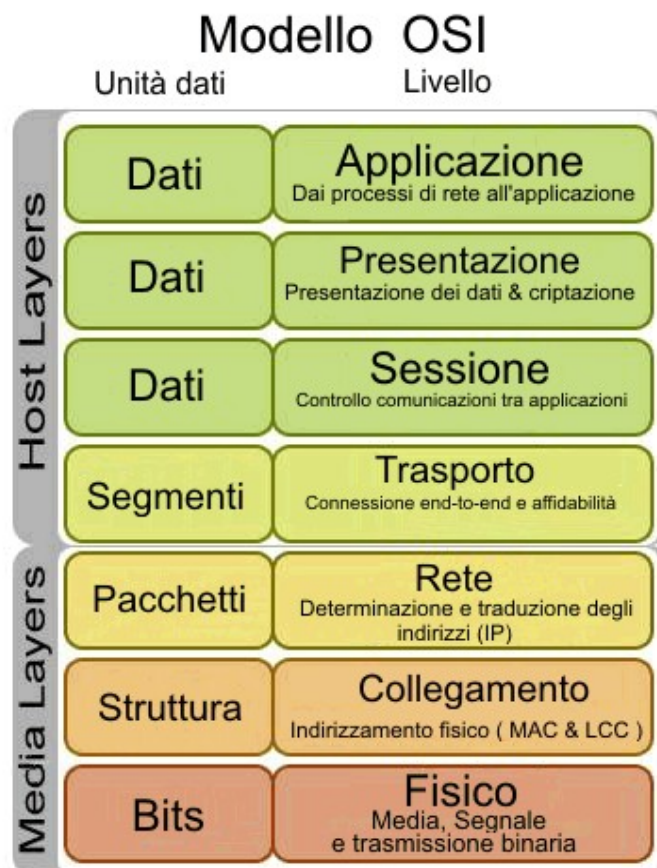 Modello OSI
Unità dati Livello
Host Layers
Dati
Applicazione
Dai processi di rete all'applicazione
Dati
Presentazione
Presentazione dei dati & criptazione
Dati
Sessione
Controllo comunicazioni tra applicazioni
Segmenti
Trasporto
Connessione end-to-end e affidabilità
Media Layers
Pacchetti
Rete
Determinazione e traduzione degli
indirizzi (IP)
Struttura
Collegamento
Indirizzamento fisico ( MAC & LCC )
Bits
Fisico
Media, Segnale
e trasmissione binaria